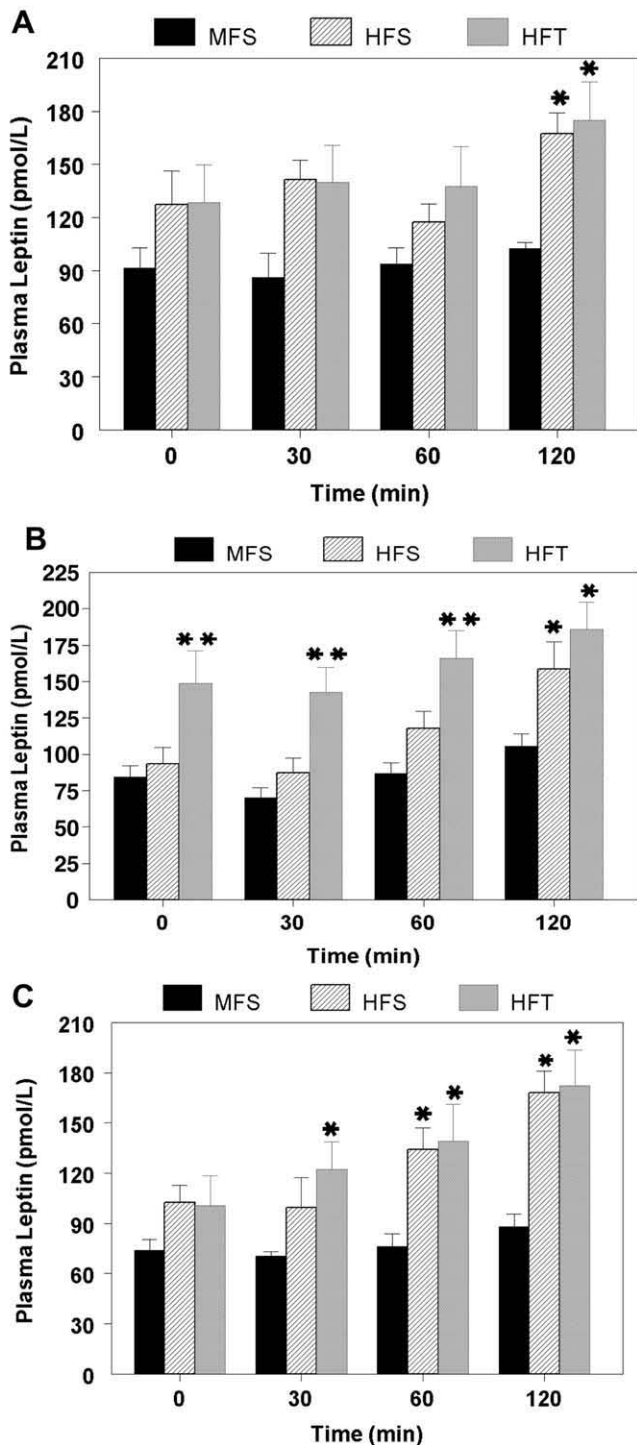 A
MFS HFS HFT
Plasma Leptin (pmol/L)
210
180
150
120
90
60
30
0
* *
0 30 60 120
Time (min)
B
MFS HFS HFT
Plasma Leptin (pmol/L)
225
200
175
150
125
100
75
50
25
0
** ** ** * *
0 30 60 120
Time (min)
C
MFS HFS HFT
Plasma Leptin (pmol/L)
210
180
150
120
90
60
30
0
* * * * *
0 30 60 120
Time (min)